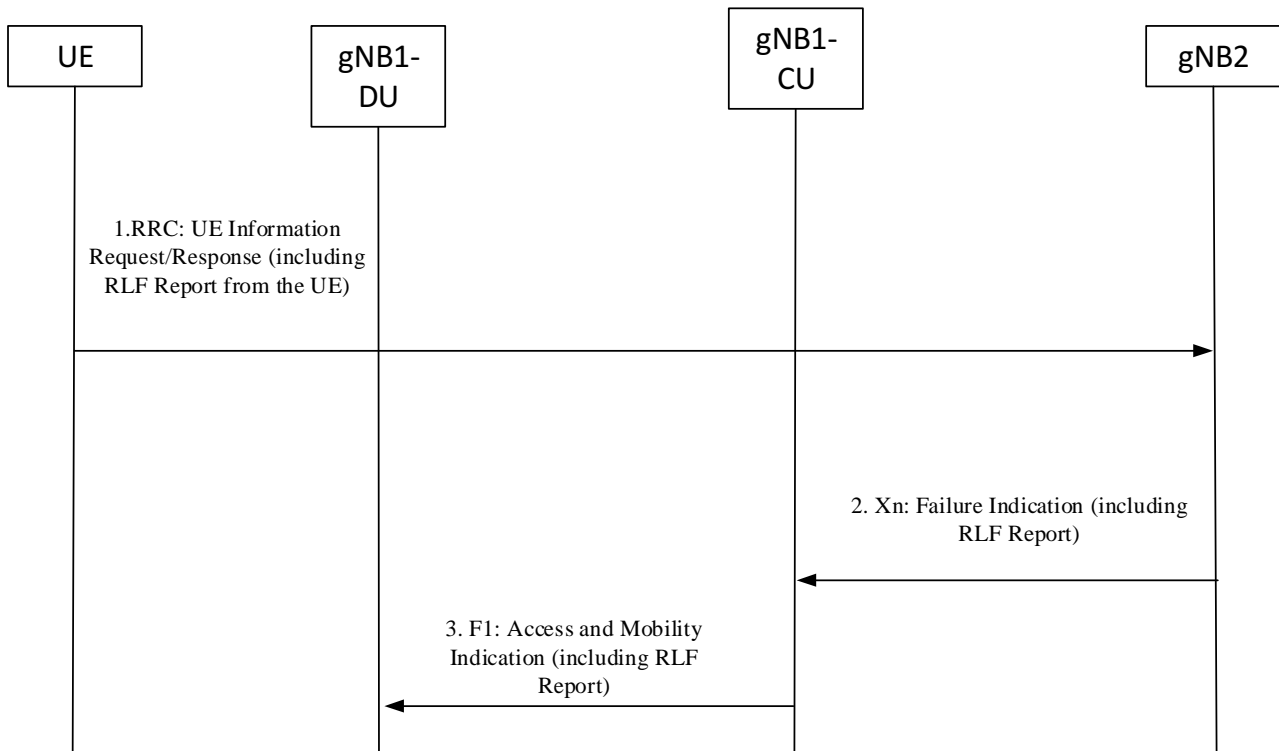 UE
gNB1-
DU
gNB1-
CU
gNB2
1.RRC: UE Information
Request/Response (including
RLF Report from the UE)
2. Xn: Failure Indication (including
RLF Report)
3. F1: Access and Mobility
Indication (including RLF
Report)